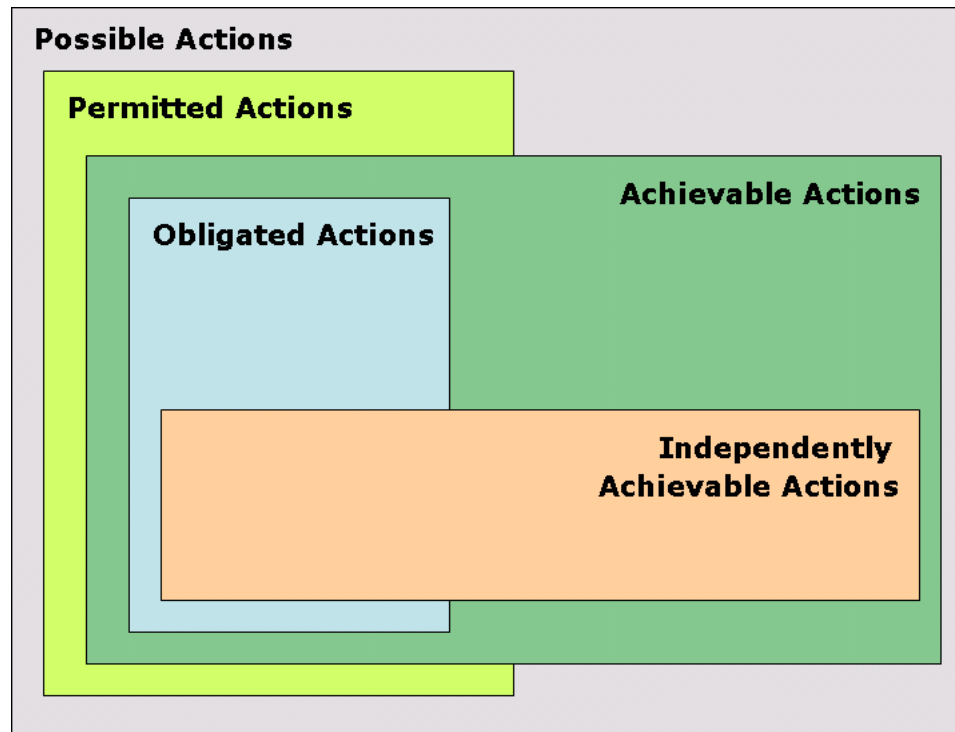 Possible Actions
Permitted Actions
Achievable Actions
Obligated Actions
Independently
Achievable Actions